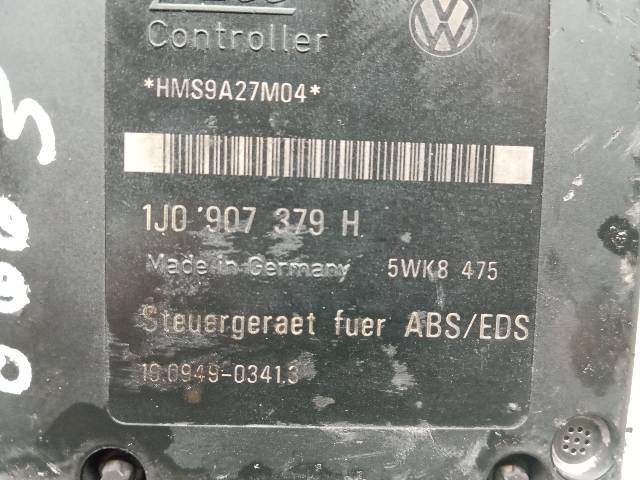 Controller
*HMS9A27M04*
1J0 907 379 H
Made in Germany 5WK8 475
Steuergeraet fuer ABS/EDS
10.0949-0341.3